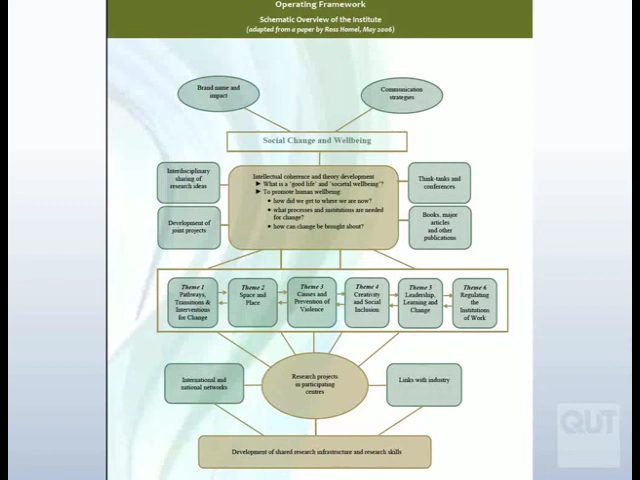 Operating Framework
Schematic Overview of the Institute
(adapted from a paper by Ross Homel, May 2006)
Brand name and
impact
Communication
strategies
Social Change and Wellbeing
Interdisciplinary
sharing of
research ideas
Development of
joint projects
Intellectual coherence and theory development
► What is a 'good life' and 'societal wellbeing'?
► To promote human wellbeing:
• how did we get to where we are now?
• what processes and institutions are needed
for change?
• how can change be brought about?
Think-tanks and
conferences
Books, major
articles
and other
publications
Theme 1
Pathways,
Transitions &
Interventions
for Change
Theme 2
Space and
Place
Theme 3
Causes and
Prevention of
Violence
Theme 4
Creativity
and Social
Inclusion
Theme 5
Leadership,
Learning and
Change
Theme 6
Regulating
the
Institutions
of Work
International and
national networks
Research projects
in participating
centres
Links with industry
Development of shared research infrastructure and research skills
QUT